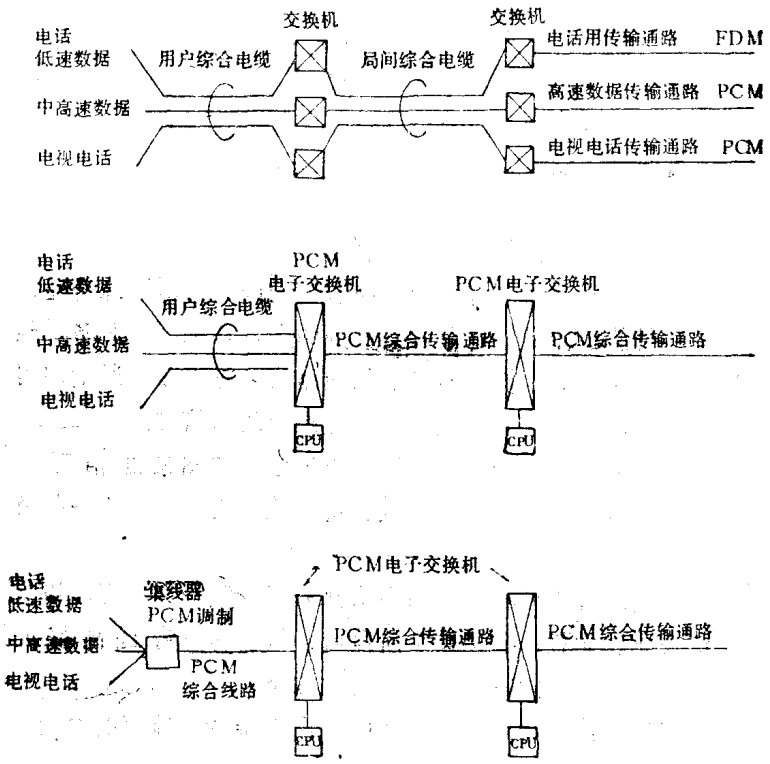 交换机
交换机
电话
低速数据
用户综合电缆
局间综合电缆
电话用传输通路 FDM
中高速数据
高速数据传输通路 PCM
电视电话
电视电话传输通路 PCM
电话
低速数据
PCM
电子交换机
PCM电子交换机
用户综合电缆
中高速数据
PCM综合传输通路
PCM综合传输通路
电视电话
CPU
CPU
PCM电子交换机
电话
低速数据
集线器
PCM调制
中高速数据
PCM综合传输通路
PCM综合传输通路
电视电话
PCM
综合线路
CPU
CPU